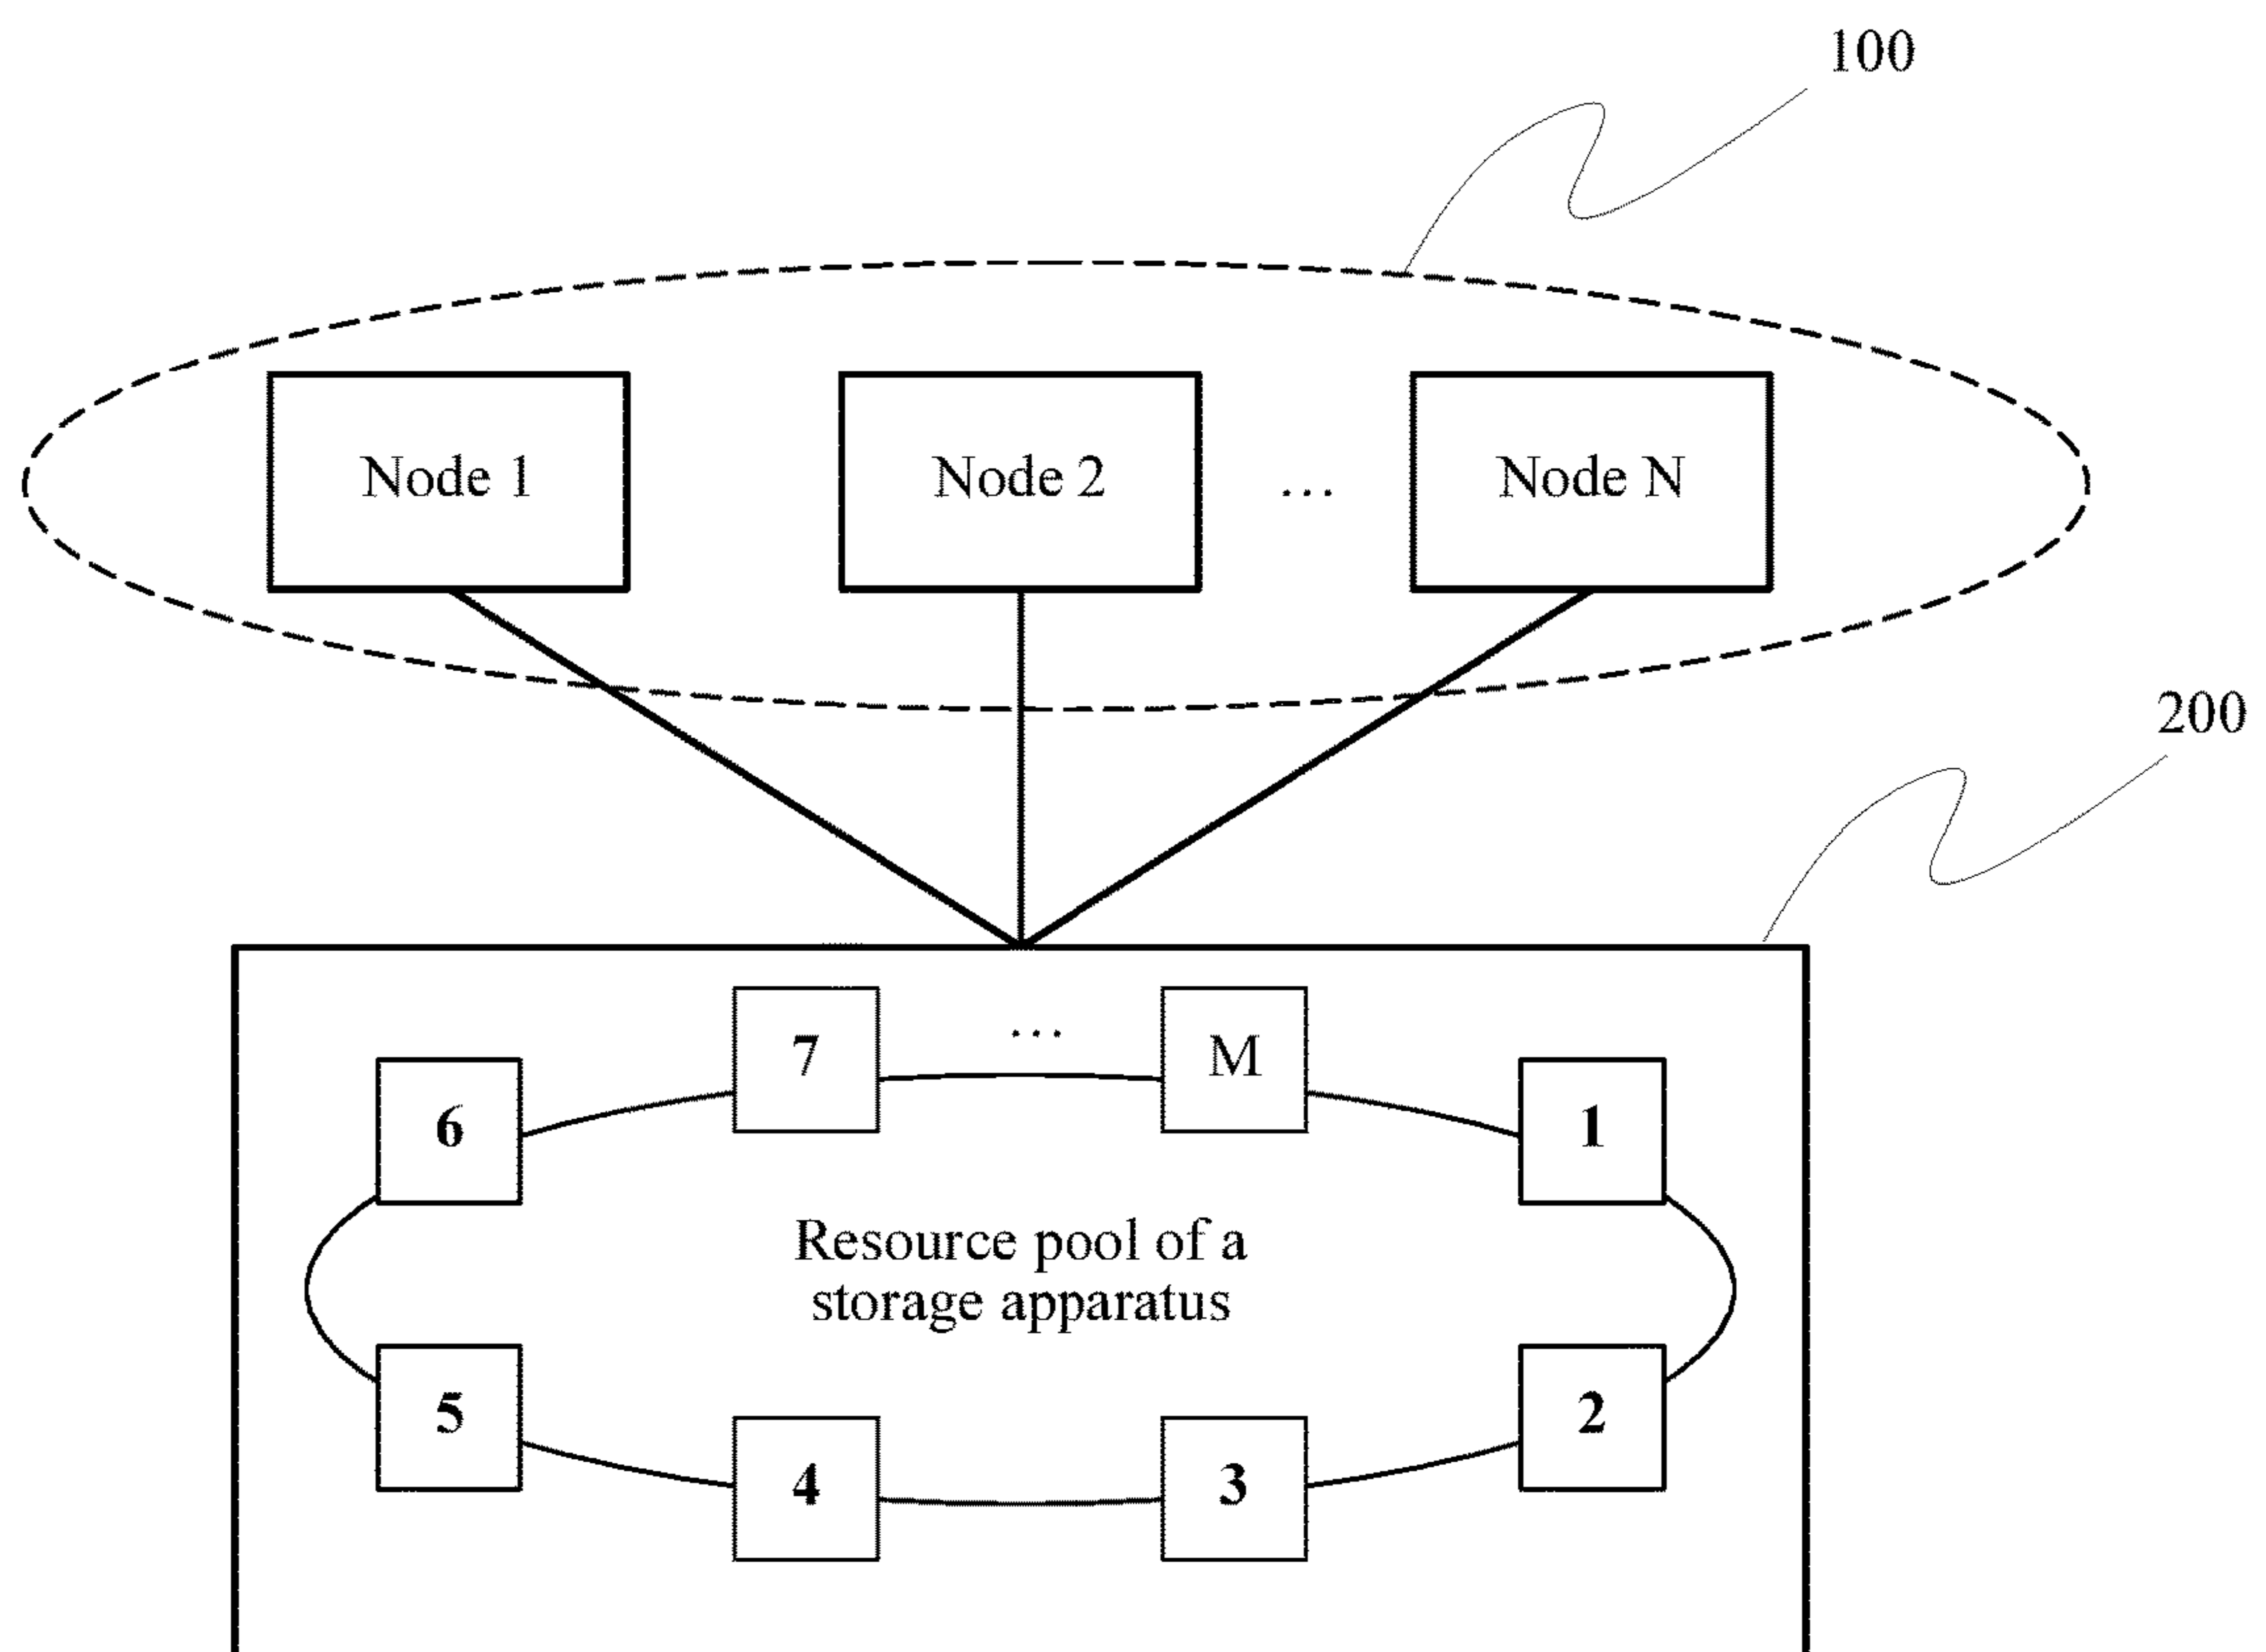 100
Node 1
Node 2
...
Node N
200
7
...
M
6
1
Resource pool of a
storage apparatus
5
2
4
3